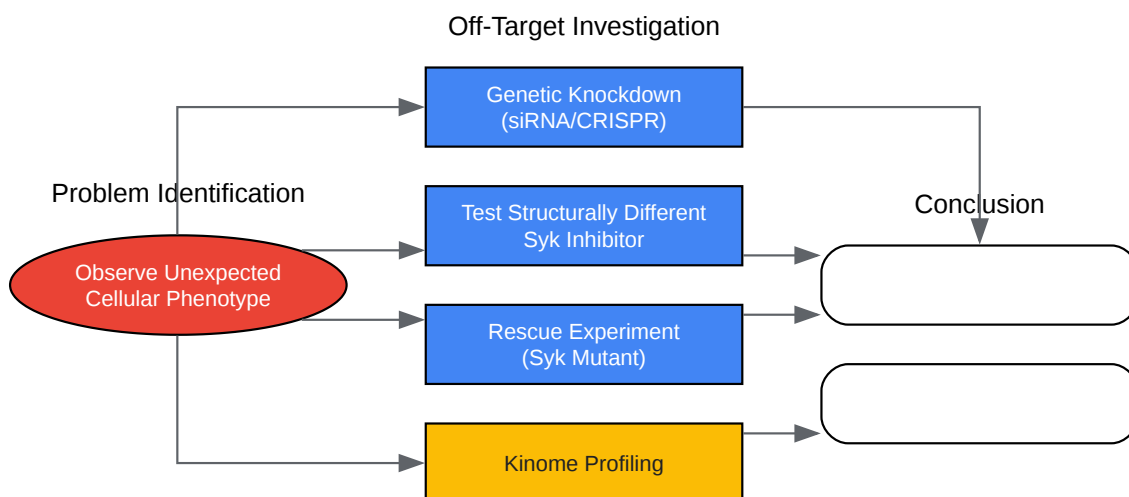 Off-Target Investigation
Genetic Knockdown
(siRNA/CRISPR)
Problem Identification
Test Structurally Different
Syk Inhibitor
Conclusion
Observe Unexpected
Cellular Phenotype
Rescue Experiment
(Syk Mutant)
Kinome Profiling